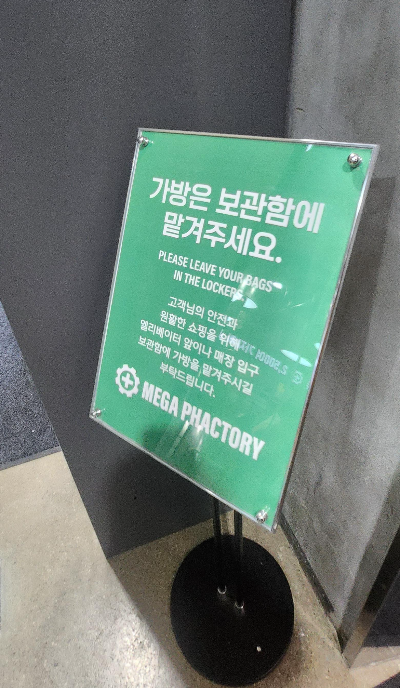 가방은 보관함에
맡겨주세요.
PLEASE LEAVE YOUR BAGS
IN THE LOCKERS
고객님의 안전과
원활한 쇼핑을 위해
엘리베이터 앞이나 매장 입구
보관함에 가방을 맡겨주시길
부탁드립니다.
MEGA PHACTORY